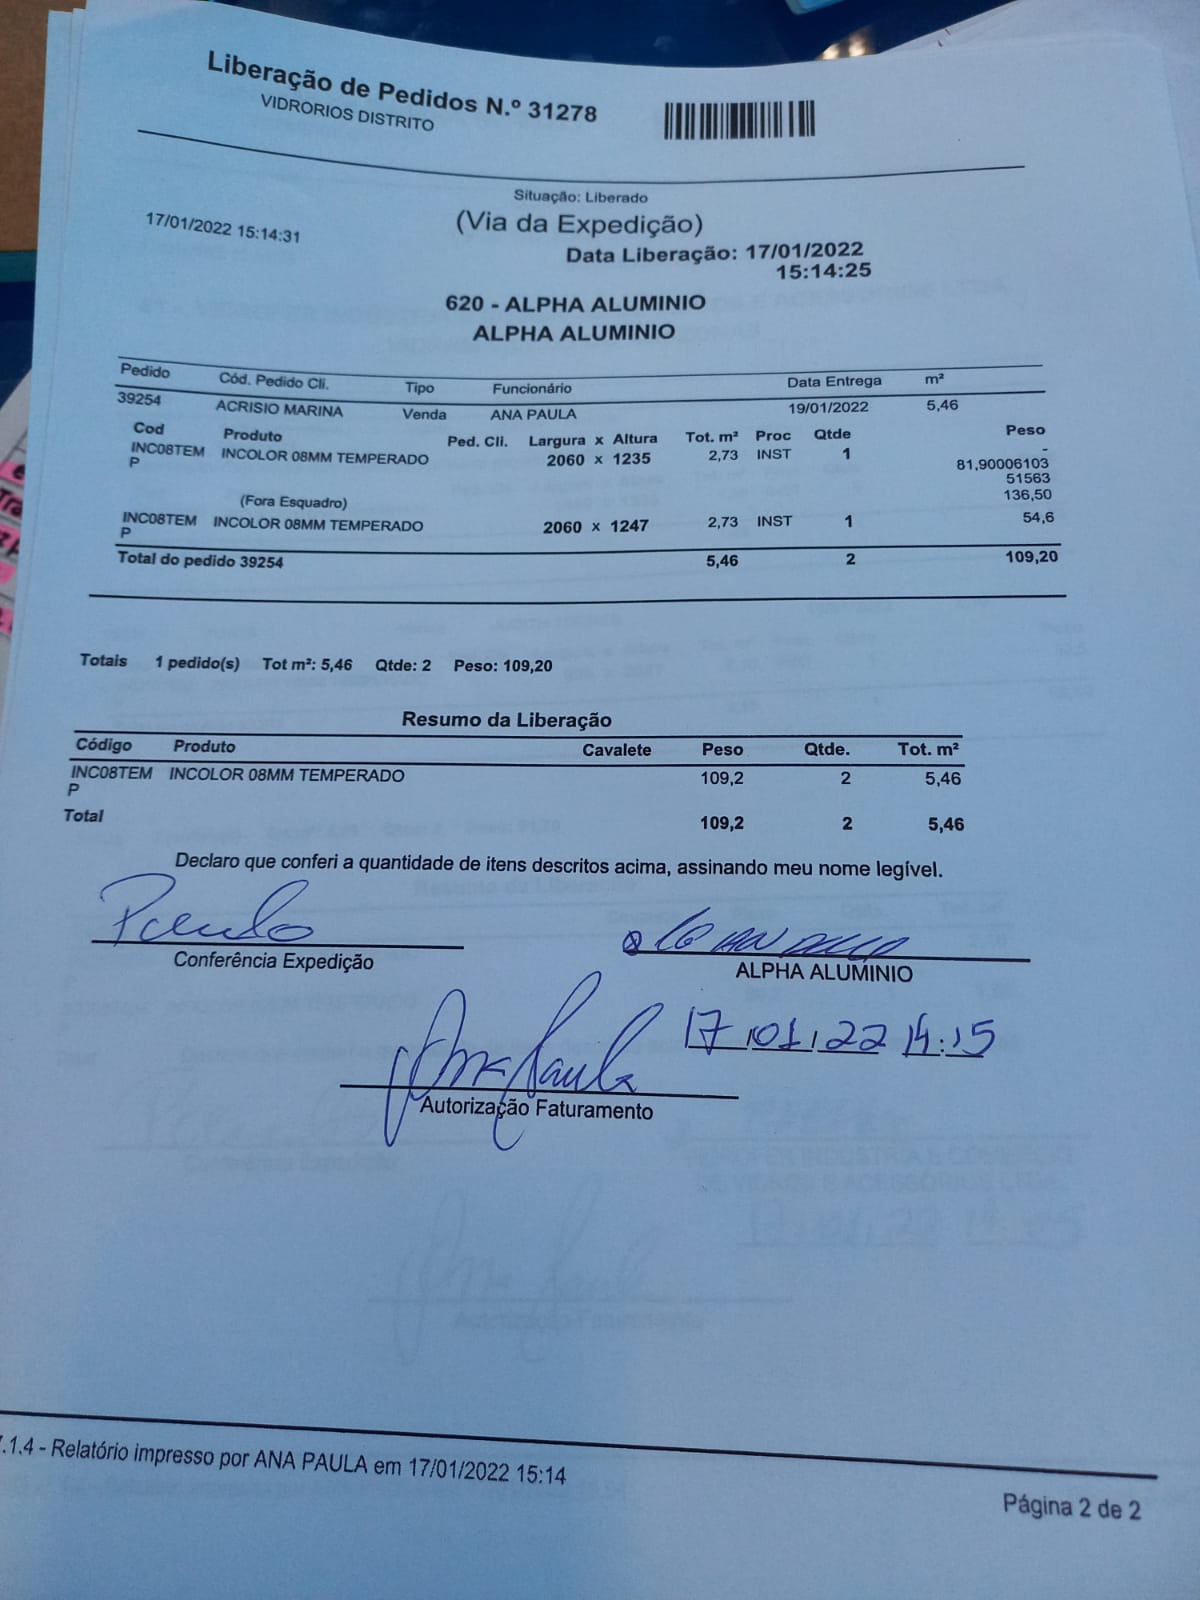 Liberação de Pedidos N.º 31278
VIDRORIOS DISTRITO
Situação: Liberado
17/01/2022 15:14:31
(Via da Expedição)
Data Liberação: 17/01/2022
15:14:25
620 - ALPHA ALUMINIO
ALPHA ALUMINIO
Pedido Cód. Pedido Cli. Tipo Funcionário Data Entrega m²
39254 ACRISIO MARINA Venda ANA PAULA 19/01/2022 5,46
Cod Produto Ped. Cli. Largura x Altura Tot. m² Proc Qtde Peso
INC08TEM INCOLOR 08MM TEMPERADO 2060 x 1235 2,73 INST 1 -
P 81,90006103
51563
(Fora Esquadro) 136,50
INC08TEM INCOLOR 08MM TEMPERADO 2060 x 1247 2,73 INST 1 54,6
P
Total do pedido 39254 5,46 2 109,20
Totais 1 pedido(s) Tot m²: 5,46 Qtde: 2 Peso: 109,20
Resumo da Liberação
Código Produto Cavalete Peso Qtde. Tot. m²
INC08TEM INCOLOR 08MM TEMPERADO 109,2 2 5,46
P
Total 109,2 2 5,46
Declaro que conferi a quantidade de itens descritos acima, assinando meu nome legível.
Paulo
Conferência Expedição
ALPHA ALUMINIO
17/01/22 14:15
Ana Paula
Autorização Faturamento
.1.4 - Relatório impresso por ANA PAULA em 17/01/2022 15:14
Página 2 de 2